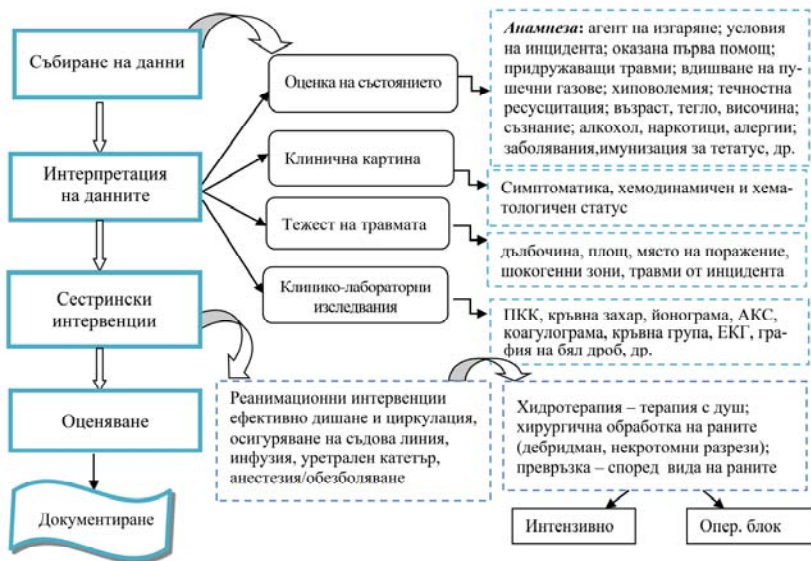 Събиране на данни
Интерпретация
на данните
Сестрински
интервенции
Оценяване
Документиране
Оценка на състоянието
Клинична картина
Тежест на травмата
Клинико-лабораторни
изследвания
Анамнеза: агент на изгаряне; условия
на инцидента; оказана първа помощ;
придружаващи травми; вдишване на пу-
шечни газове; хиповолемия; течностна
ресусцитация; възраст, тегло, височина;
съзнание; алкохол, наркотици, алергии;
заболявания,имунизация за тетатус, др.
Симптоматика, хемодинамичен и хема-
тологичен статус
дълбочина, площ, място на поражение,
шокогенни зони, травми от инцидента
ПКК, кръвна захар, йонограма, АКС,
коагулограма, кръвна група, ЕКГ, гра-
фия на бял дроб, др.
Реанимационни интервенции
ефективно дишане и циркулация,
осигуряване на съдова линия,
инфузия, уретрален катетър,
анестезия/обезболяване
Хидротерапия – терапия с душ;
хирургична обработка на раните
(дебридман, некротомни разрези);
превръзка – според вида на раните
Интензивно
Опер. блок